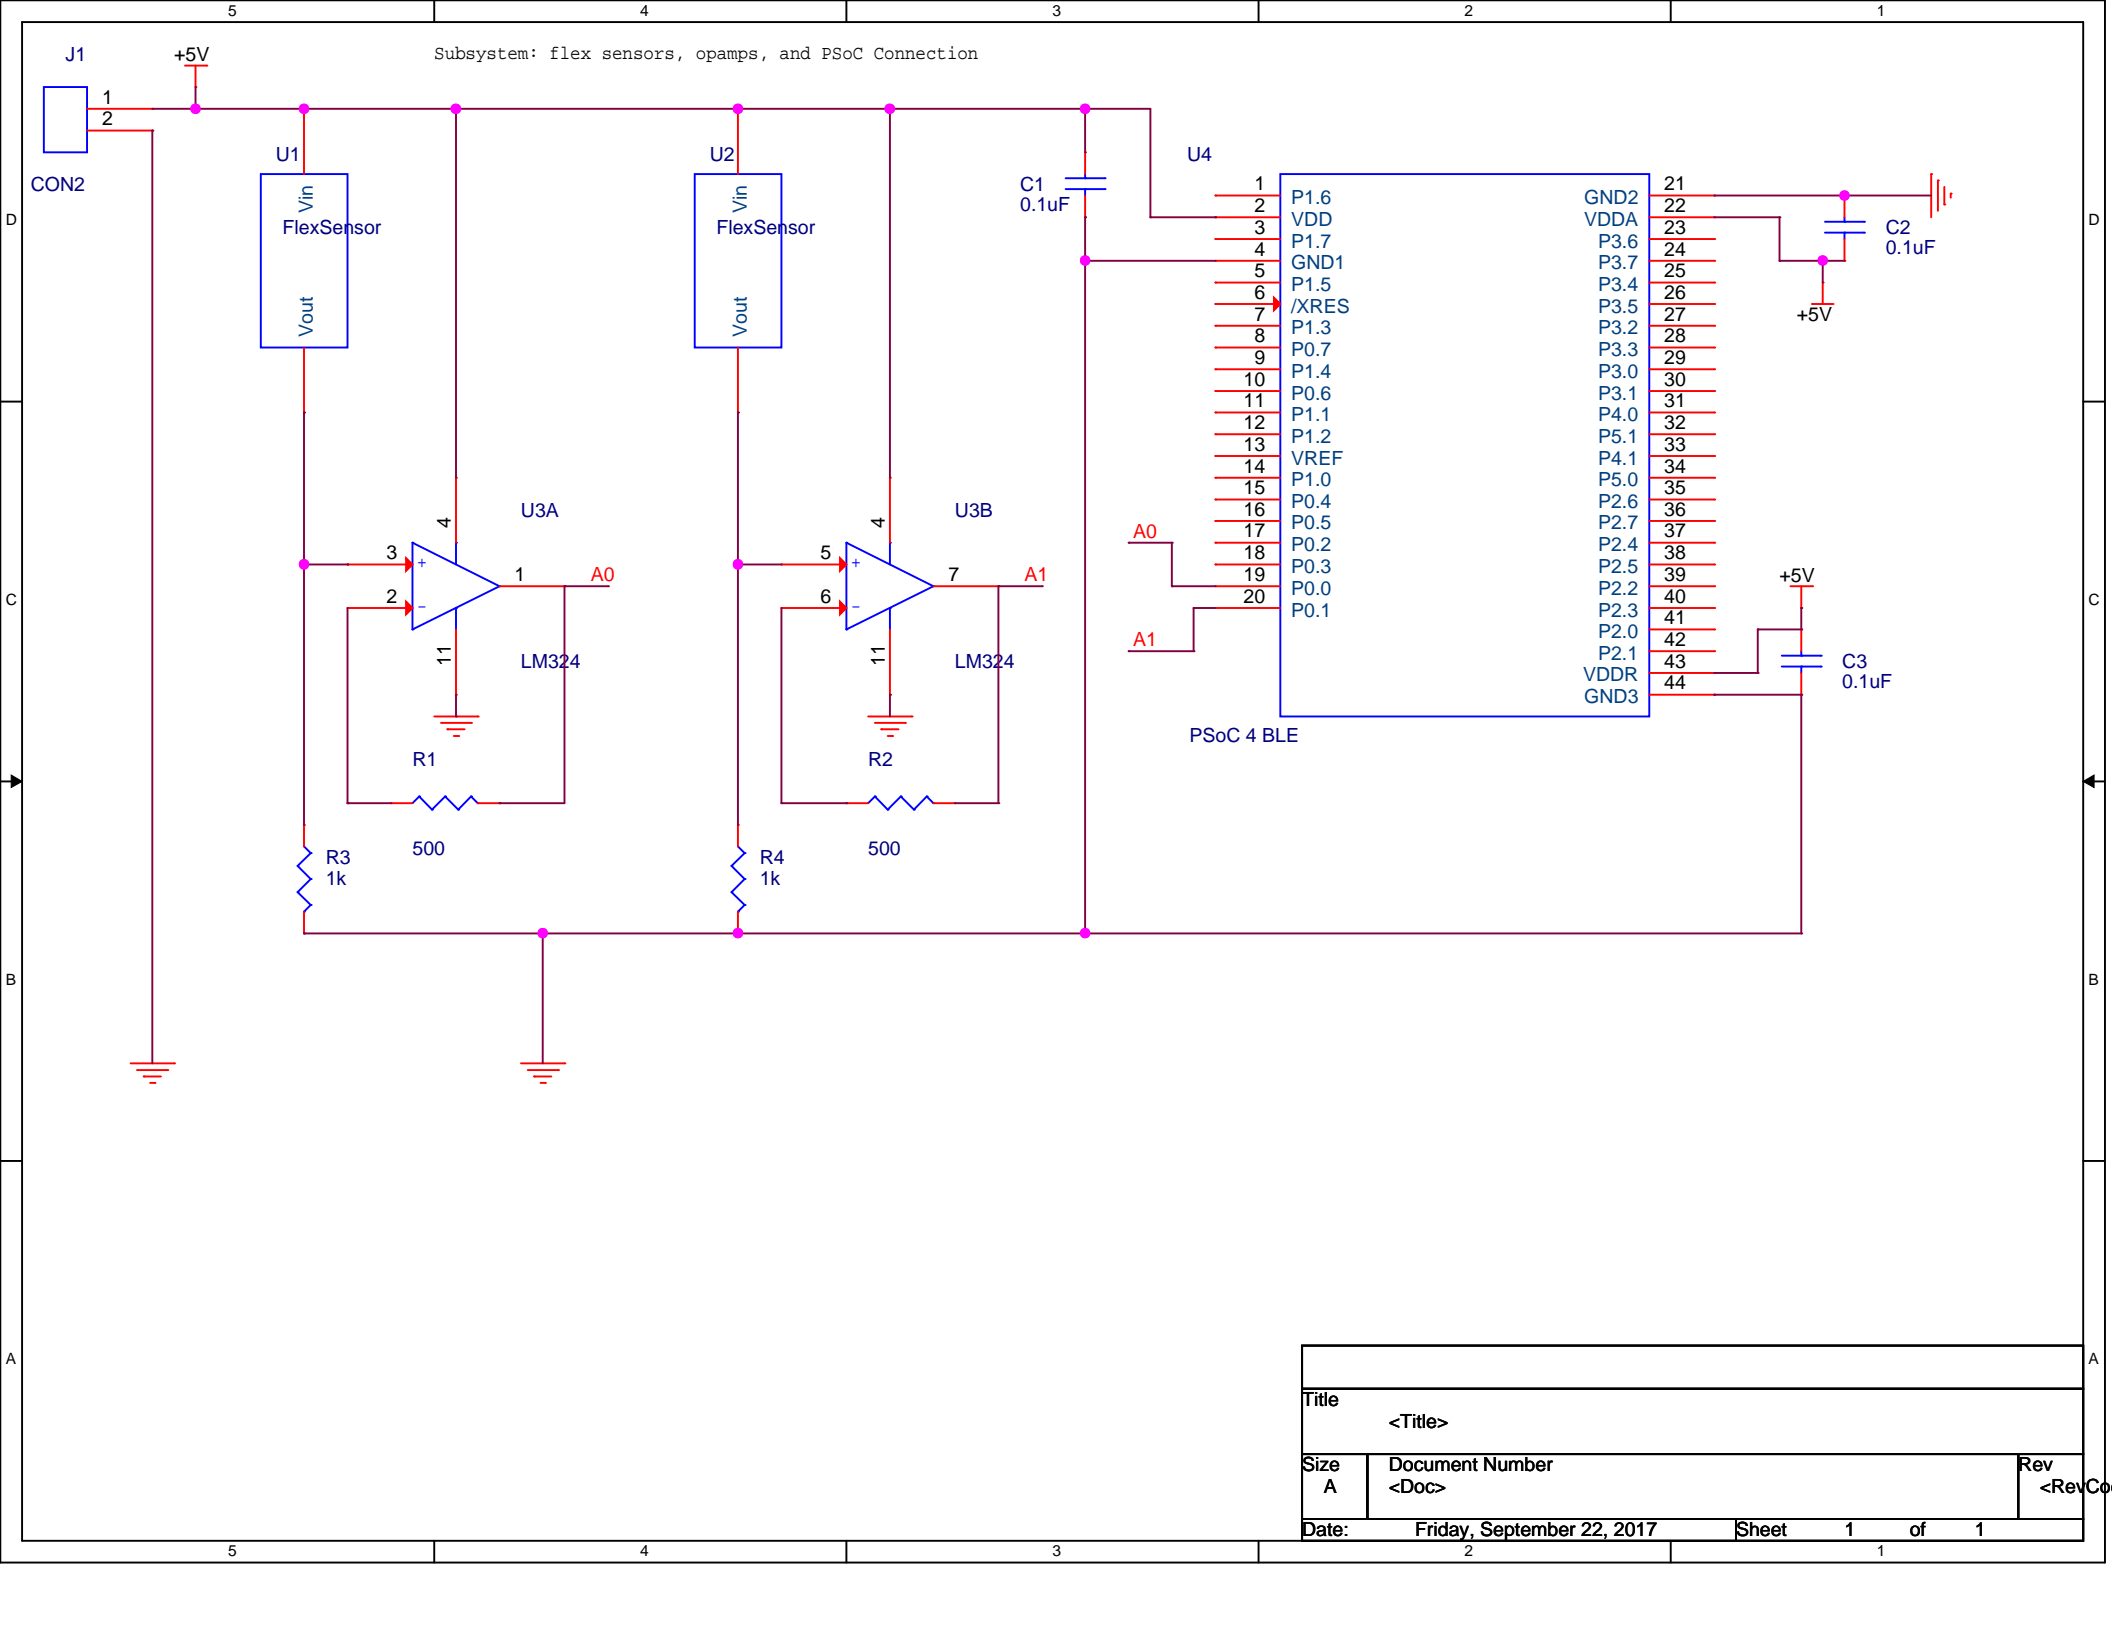 5 4 3 2 1
Subsystem: flex sensors, opamps, and PSoC Connection
J1
+5V
1
2
CON2
U1
Vin
FlexSensor
Vout
U2
Vin
FlexSensor
Vout
C1
0.1uF
U4
1 P1.6
2 VDD
3 P1.7
4 GND1
5 P1.5
6 /XRES
7 P1.3
8 P0.7
9 P1.4
10 P0.6
11 P1.1
12 P1.2
13 VREF
14 P1.0
15 P0.4
16 P0.5
17 P0.2
18 P0.3
19 P0.0
20 P0.1
GND2 21
VDDA 22
P3.6 23
P3.7 24
P3.4 25
P3.5 26
P3.2 27
P3.3 28
P3.0 29
P3.1 30
P4.0 31
P5.1 32
P4.1 33
P5.0 34
P2.6 35
P2.7 36
P2.4 37
P2.5 38
P2.2 39
P2.3 40
P2.0 41
P2.1 42
VDDR 43
GND3 44
PSoC 4 BLE
C2
0.1uF
+5V
+5V
C3
0.1uF
A0
A1
U3A
4
3 +
2 -
1
A0
11
LM324
R1
500
U3B
4
5 +
6 -
7
A1
11
LM324
R2
500
R3
1k
R4
1k
D
C
B
A
D
C
B
A
Title
<Title>
Size
A
Document Number
<Doc>
Rev
<RevCo
Date: Friday, September 22, 2017 Sheet 1 of 1
5 4 3 2 1